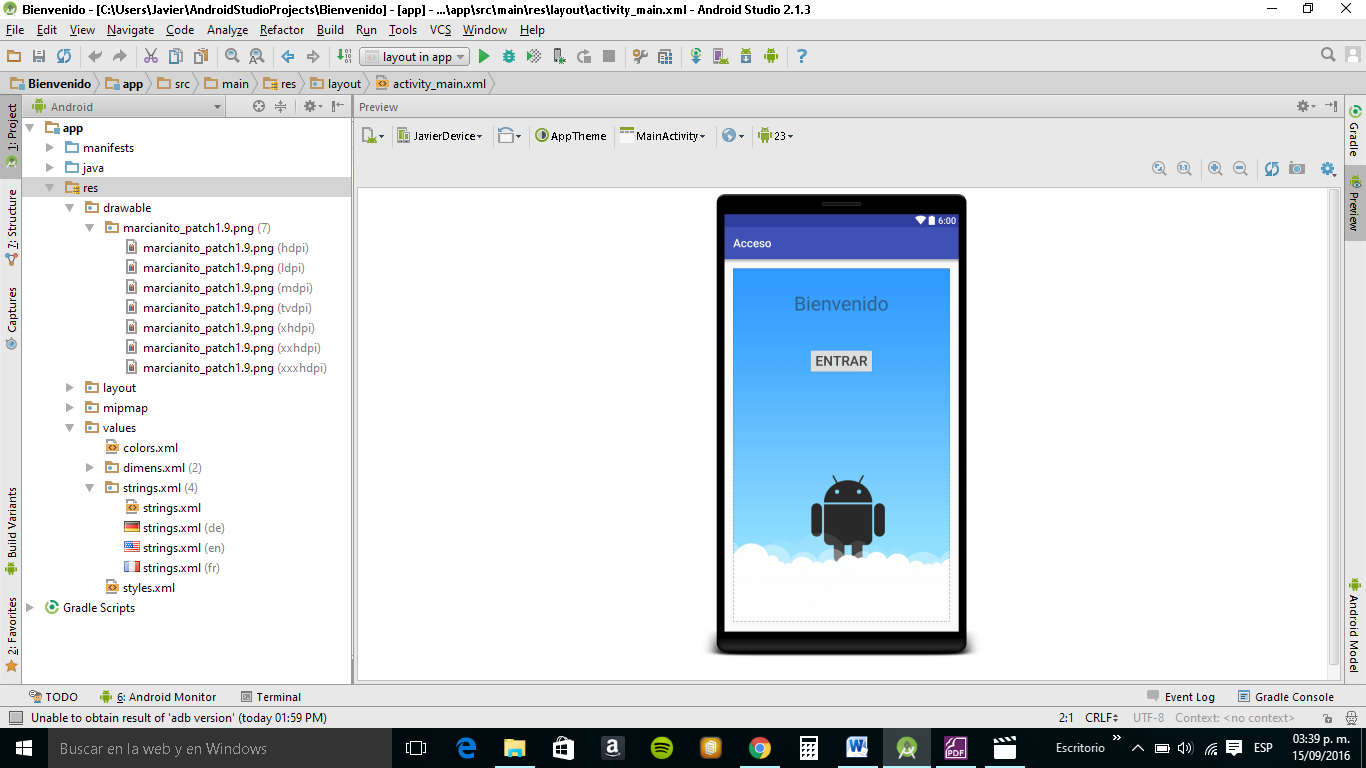 Bienvenido - [C:\Users\Javier\AndroidStudioProjects\Bienvenido] - [app] - ...\app\src\main\res\layout\activity_main.xml - Android Studio 2.1.3
File Edit View Navigate Code Analyze Refactor Build Run Tools VCS Window Help
layout in app
Bienvenido app src main res layout activity_main.xml
Android
Preview
1: Project
7: Structure
Captures
Build Variants
2: Favorites
app
manifests
java
res
drawable
marcianito_patch1.9.png (7)
marcianito_patch1.9.png (hdpi)
marcianito_patch1.9.png (ldpi)
marcianito_patch1.9.png (mdpi)
marcianito_patch1.9.png (tvdpi)
marcianito_patch1.9.png (xhdpi)
marcianito_patch1.9.png (xxhdpi)
marcianito_patch1.9.png (xxxhdpi)
layout
mipmap
values
colors.xml
dimens.xml (2)
strings.xml (4)
strings.xml
strings.xml (de)
strings.xml (en)
strings.xml (fr)
styles.xml
Gradle Scripts
JavierDevice AppTheme MainActivity 23
1:1
6:00
Acceso
Bienvenido
ENTRAR
Gradle
Preview
Android Model
TODO 6: Android Monitor Terminal Event Log Gradle Console
Unable to obtain result of 'adb version' (today 01:59 PM) 2:1 CRLF UTF-8 Context: <no context>
Buscar en la web y en Windows
Escritorio » ESP
03:39 p. m.
15/09/2016